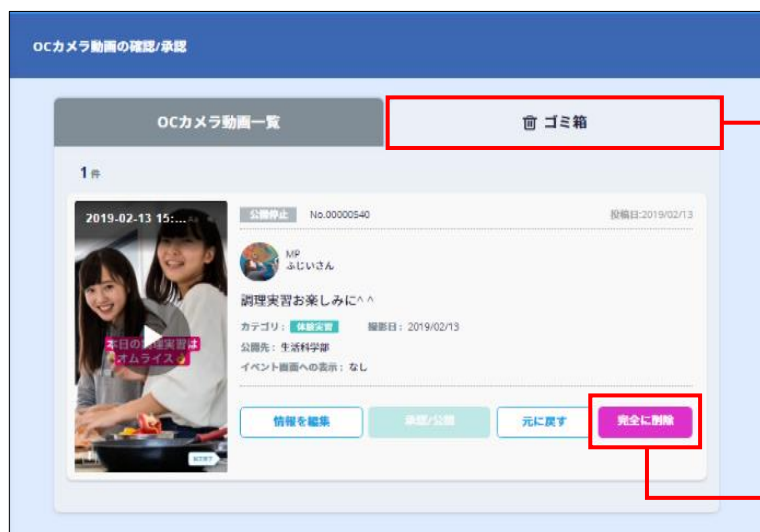 OCカメラ動画の確認/承認
OCカメラ動画一覧
ゴミ箱
1 件
2019-02-13 15:...
公開停止 No.00000540 投稿日:2019/02/13
MP
ふじいさん
調理実習お楽しみに^ ^
カテゴリ: 体験実習 撮影日: 2019/02/13
公開先: 生活科学部
イベント画面への表示: なし
本日の調理実習は
オムライス
情報を編集 承認/公開 元に戻す 完全に削除